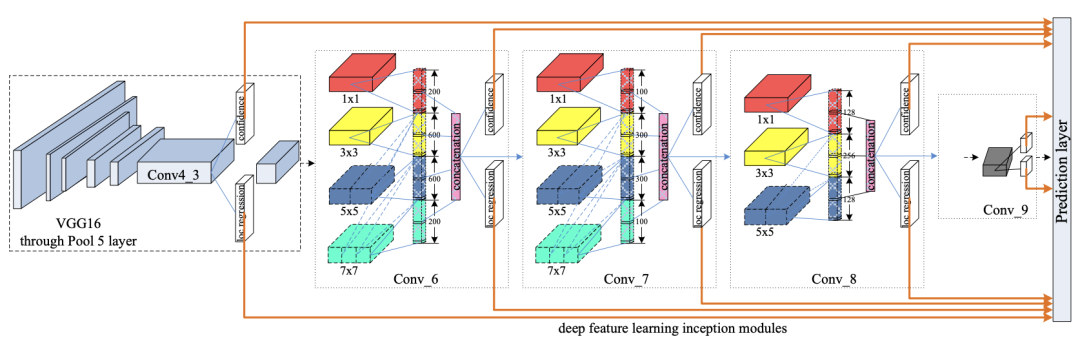 VGG16
through Pool 5 layer
Conv4_3
confidence
loc regression
1x1
3x3
5x5
7x7
200
600
600
200
concatenation
confidence
loc regression
Conv_6
1x1
3x3
5x5
7x7
100
300
300
100
concatenation
confidence
loc regression
Conv_7
1x1
3x3
5x5
128
256
128
concatenation
confidence
loc regression
Conv_8
Conv_9
Prediction layer
deep feature learning inception modules